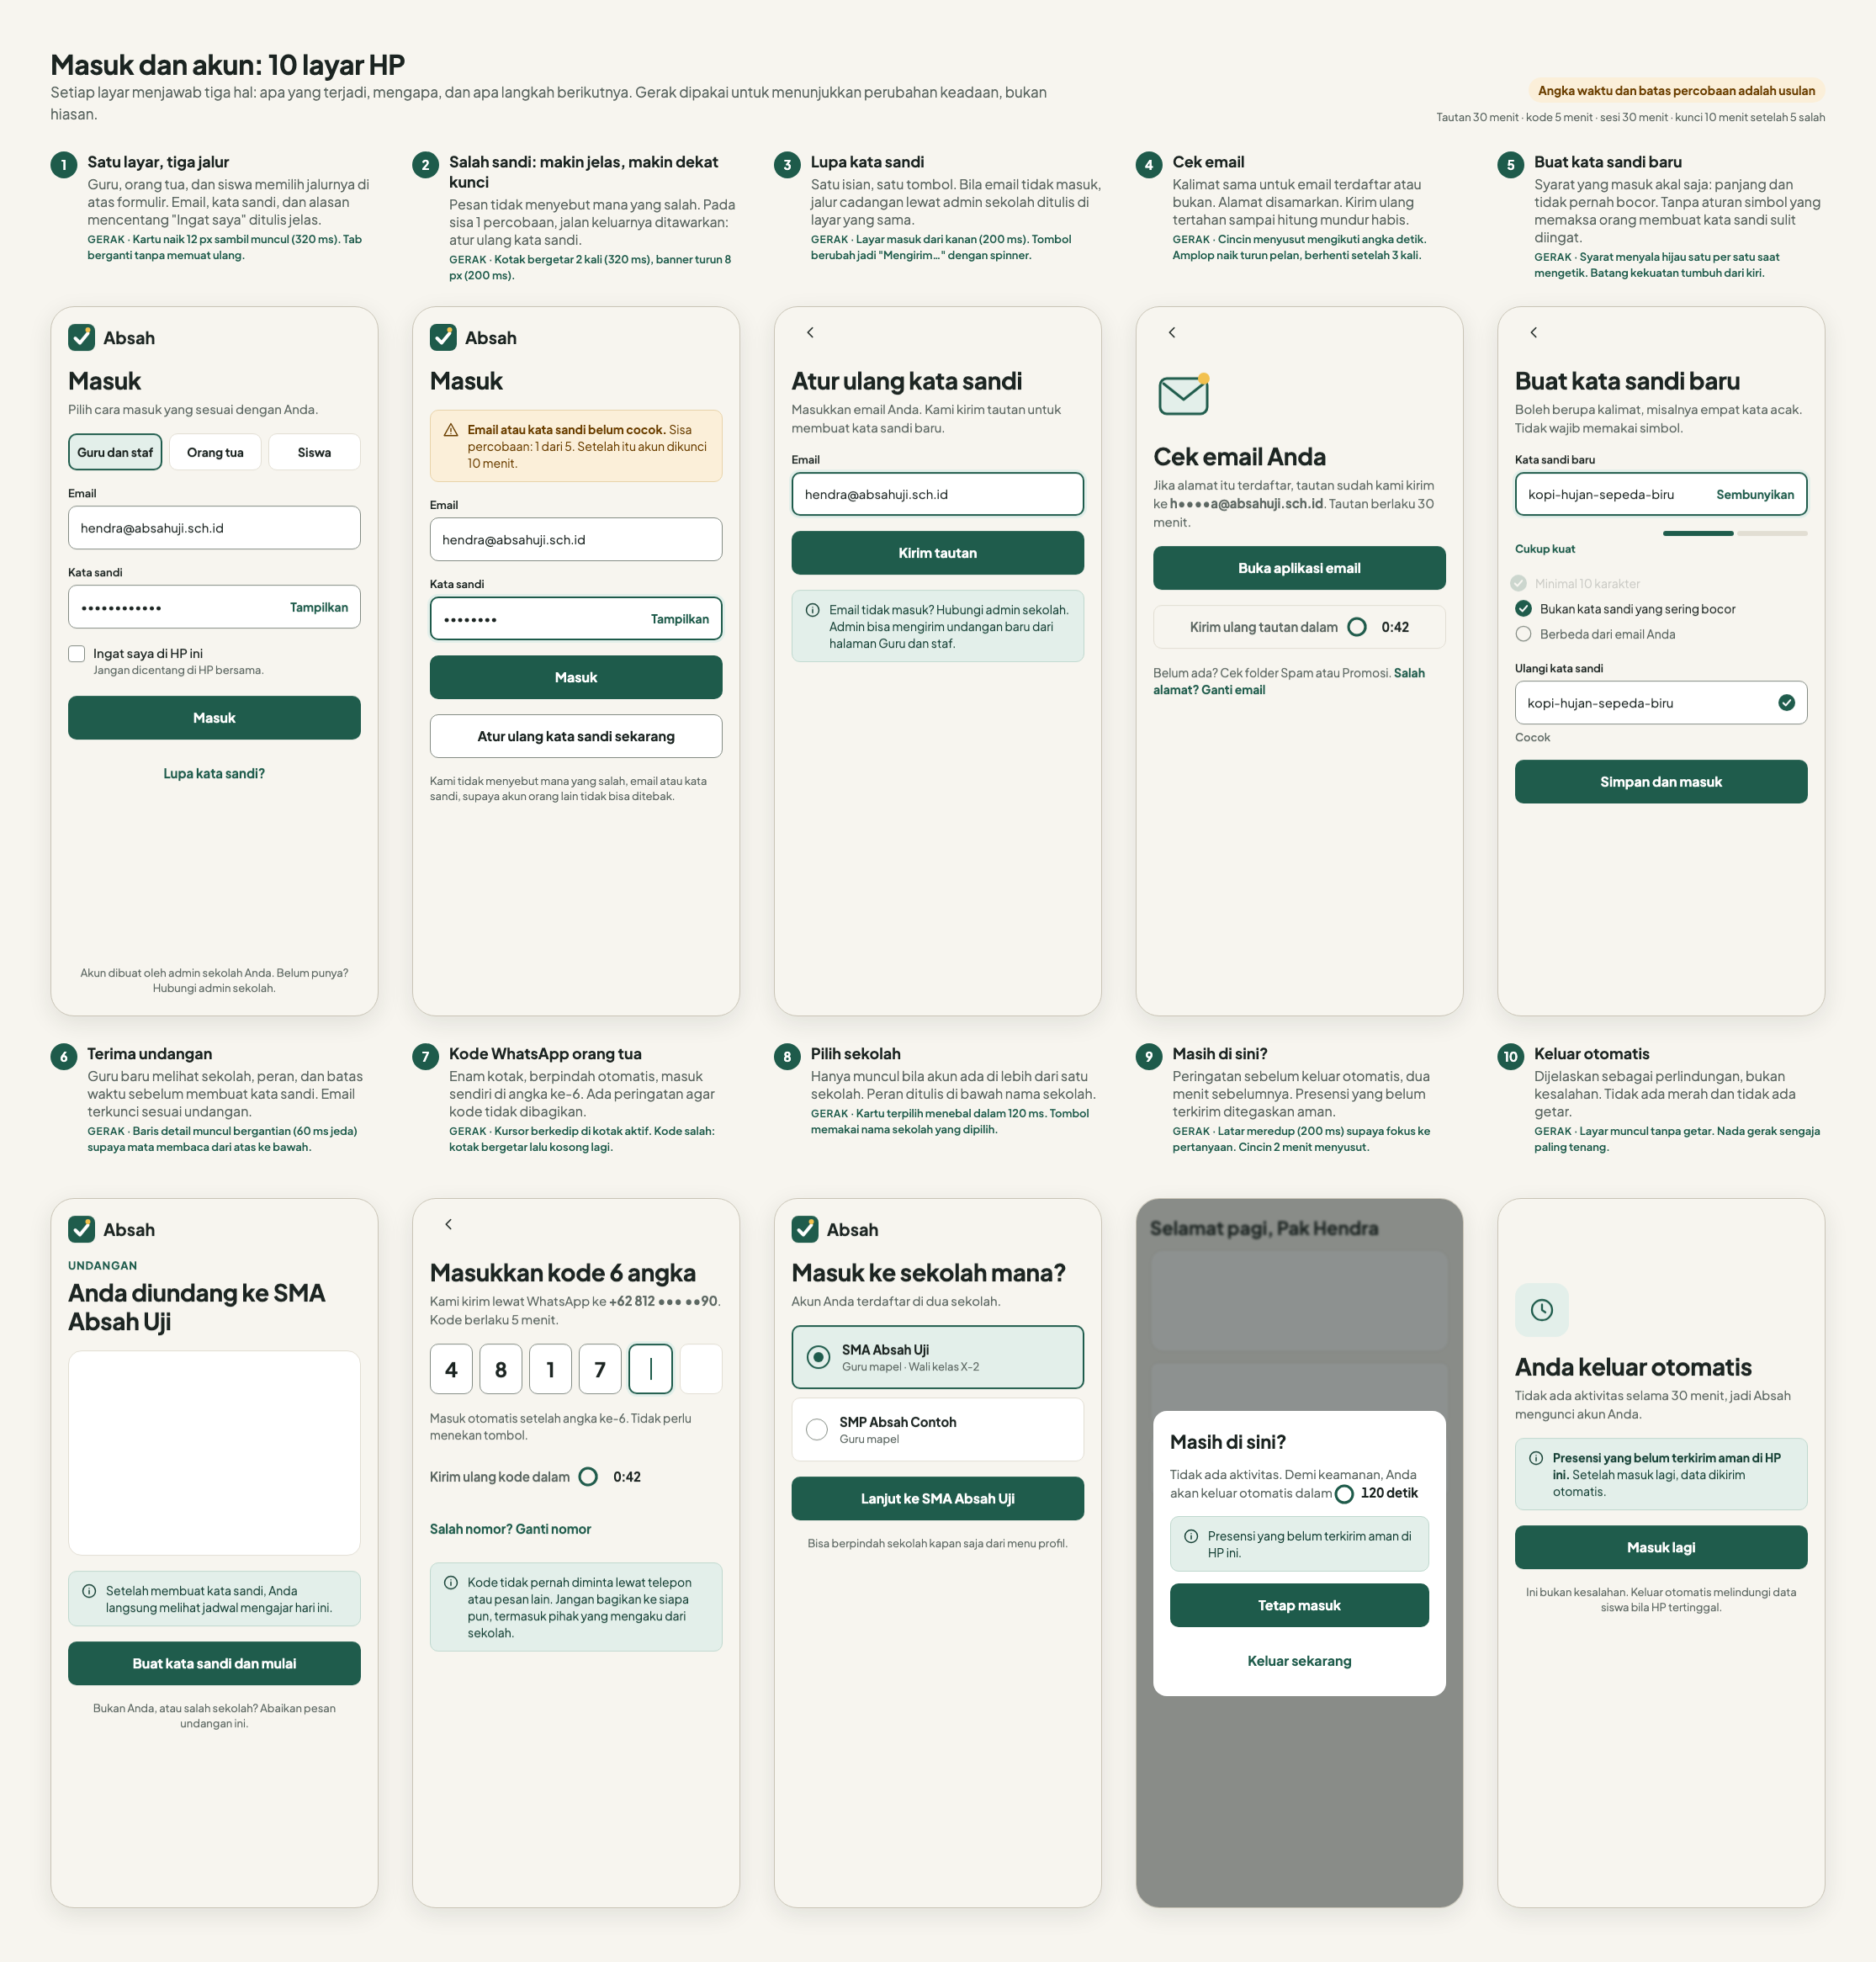 Masuk dan akun: 10 layar HP
Setiap layar menjawab tiga hal: apa yang terjadi, mengapa, dan apa langkah berikutnya. Gerak dipakai untuk menunjukkan perubahan keadaan, bukan
hiasan.
Angka waktu dan batas percobaan adalah usulan
Tautan 30 menit · kode 5 menit · sesi 30 menit · kunci 10 menit setelah 5 salah
1
Satu layar, tiga jalur
Guru, orang tua, dan siswa memilih jalurnya di
atas formulir. Email, kata sandi, dan alasan
mencentang "Ingat saya" ditulis jelas.
GERAK · Kartu naik 12 px sambil muncul (320 ms). Tab
berganti tanpa memuat ulang.
2
Salah sandi: makin jelas, makin dekat
kunci
Pesan tidak menyebut mana yang salah. Pada
sisa 1 percobaan, jalan keluarnya ditawarkan:
atur ulang kata sandi.
GERAK · Kotak bergetar 2 kali (320 ms), banner turun 8
px (200 ms).
3
Lupa kata sandi
Satu isian, satu tombol. Bila email tidak masuk,
jalur cadangan lewat admin sekolah ditulis di
layar yang sama.
GERAK · Layar masuk dari kanan (200 ms). Tombol
berubah jadi "Mengirim…" dengan spinner.
4
Cek email
Kalimat sama untuk email terdaftar atau
bukan. Alamat disamarkan. Kirim ulang
tertahan sampai hitung mundur habis.
GERAK · Cincin menyusut mengikuti angka detik.
Amplop naik turun pelan, berhenti setelah 3 kali.
5
Buat kata sandi baru
Syarat yang masuk akal saja: panjang dan
tidak pernah bocor. Tanpa aturan simbol yang
memaksa orang membuat kata sandi sulit
diingat.
GERAK · Syarat menyala hijau satu per satu saat
mengetik. Batang kekuatan tumbuh dari kiri.
Absah
Masuk
Pilih cara masuk yang sesuai dengan Anda.
Guru dan staf
Orang tua
Siswa
Email
hendra@absahuji.sch.id
Kata sandi
••••••••••••
Tampilkan
Ingat saya di HP ini
Jangan dicentang di HP bersama.
Masuk
Lupa kata sandi?
Akun dibuat oleh admin sekolah Anda. Belum punya?
Hubungi admin sekolah.
Absah
Masuk
Email atau kata sandi belum cocok. Sisa
percobaan: 1 dari 5. Setelah itu akun dikunci
10 menit.
Email
hendra@absahuji.sch.id
Kata sandi
••••••••
Tampilkan
Masuk
Atur ulang kata sandi sekarang
Kami tidak menyebut mana yang salah, email atau kata
sandi, supaya akun orang lain tidak bisa ditebak.
Atur ulang kata sandi
Masukkan email Anda. Kami kirim tautan untuk
membuat kata sandi baru.
Email
hendra@absahuji.sch.id
Kirim tautan
Email tidak masuk? Hubungi admin sekolah.
Admin bisa mengirim undangan baru dari
halaman Guru dan staf.
Cek email Anda
Jika alamat itu terdaftar, tautan sudah kami kirim
ke h••••a@absahuji.sch.id. Tautan berlaku 30
menit.
Buka aplikasi email
Kirim ulang tautan dalam 0:42
Belum ada? Cek folder Spam atau Promosi. Salah
alamat? Ganti email
Buat kata sandi baru
Boleh berupa kalimat, misalnya empat kata acak.
Tidak wajib memakai simbol.
Kata sandi baru
kopi-hujan-sepeda-biru
Sembunyikan
Cukup kuat
Minimal 10 karakter
Bukan kata sandi yang sering bocor
Berbeda dari email Anda
Ulangi kata sandi
kopi-hujan-sepeda-biru
Cocok
Simpan dan masuk
6
Terima undangan
Guru baru melihat sekolah, peran, dan batas
waktu sebelum membuat kata sandi. Email
terkunci sesuai undangan.
GERAK · Baris detail muncul bergantian (60 ms jeda)
supaya mata membaca dari atas ke bawah.
7
Kode WhatsApp orang tua
Enam kotak, berpindah otomatis, masuk
sendiri di angka ke-6. Ada peringatan agar
kode tidak dibagikan.
GERAK · Kursor berkedip di kotak aktif. Kode salah:
kotak bergetar lalu kosong lagi.
8
Pilih sekolah
Hanya muncul bila akun ada di lebih dari satu
sekolah. Peran ditulis di bawah nama sekolah.
GERAK · Kartu terpilih menebal dalam 120 ms. Tombol
memakai nama sekolah yang dipilih.
9
Masih di sini?
Peringatan sebelum keluar otomatis, dua
menit sebelumnya. Presensi yang belum
terkirim ditegaskan aman.
GERAK · Latar meredup (200 ms) supaya fokus ke
pertanyaan. Cincin 2 menit menyusut.
10
Keluar otomatis
Dijelaskan sebagai perlindungan, bukan
kesalahan. Tidak ada merah dan tidak ada
getar.
GERAK · Layar muncul tanpa getar. Nada gerak sengaja
paling tenang.
Absah
UNDANGAN
Anda diundang ke SMA
Absah Uji
Setelah membuat kata sandi, Anda
langsung melihat jadwal mengajar hari ini.
Buat kata sandi dan mulai
Bukan Anda, atau salah sekolah? Abaikan pesan
undangan ini.
Masukkan kode 6 angka
Kami kirim lewat WhatsApp ke +62 812 ••• ••90.
Kode berlaku 5 menit.
4 8 1 7
Masuk otomatis setelah angka ke-6. Tidak perlu
menekan tombol.
Kirim ulang kode dalam 0:42
Salah nomor? Ganti nomor
Kode tidak pernah diminta lewat telepon
atau pesan lain. Jangan bagikan ke siapa
pun, termasuk pihak yang mengaku dari
sekolah.
Absah
Masuk ke sekolah mana?
Akun Anda terdaftar di dua sekolah.
SMA Absah Uji
Guru mapel · Wali kelas X-2
SMP Absah Contoh
Guru mapel
Lanjut ke SMA Absah Uji
Bisa berpindah sekolah kapan saja dari menu profil.
Selamat pagi, Pak Hendra
Masih di sini?
Tidak ada aktivitas. Demi keamanan, Anda
akan keluar otomatis dalam 120 detik
Presensi yang belum terkirim aman di
HP ini.
Tetap masuk
Keluar sekarang
Anda keluar otomatis
Tidak ada aktivitas selama 30 menit, jadi Absah
mengunci akun Anda.
Presensi yang belum terkirim aman di HP
ini. Setelah masuk lagi, data dikirim
otomatis.
Masuk lagi
Ini bukan kesalahan. Keluar otomatis melindungi data
siswa bila HP tertinggal.